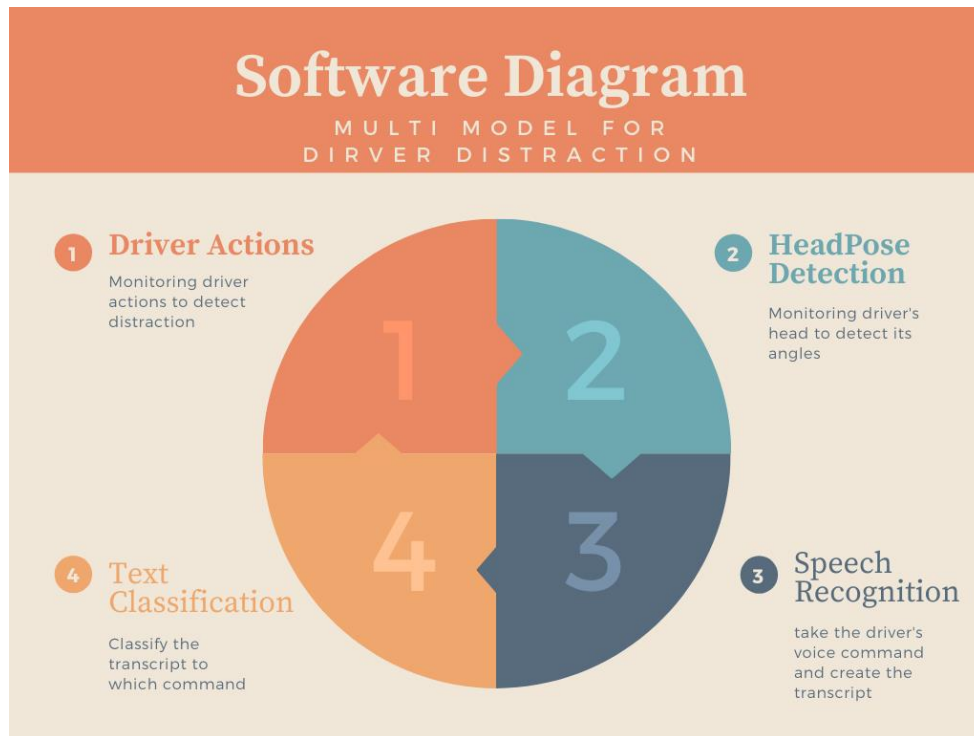 Software Diagram
MULTI MODEL FOR
DIRVER DISTRACTION
1
Driver Actions
Monitoring driver
actions to detect
distraction
2
HeadPose
Detection
Monitoring driver's
head to detect its
angles
1
2
4
3
4
Text
Classification
Classify the
transcript to
which command
3
Speech
Recognition
take the driver's
voice command
and create the
transcript